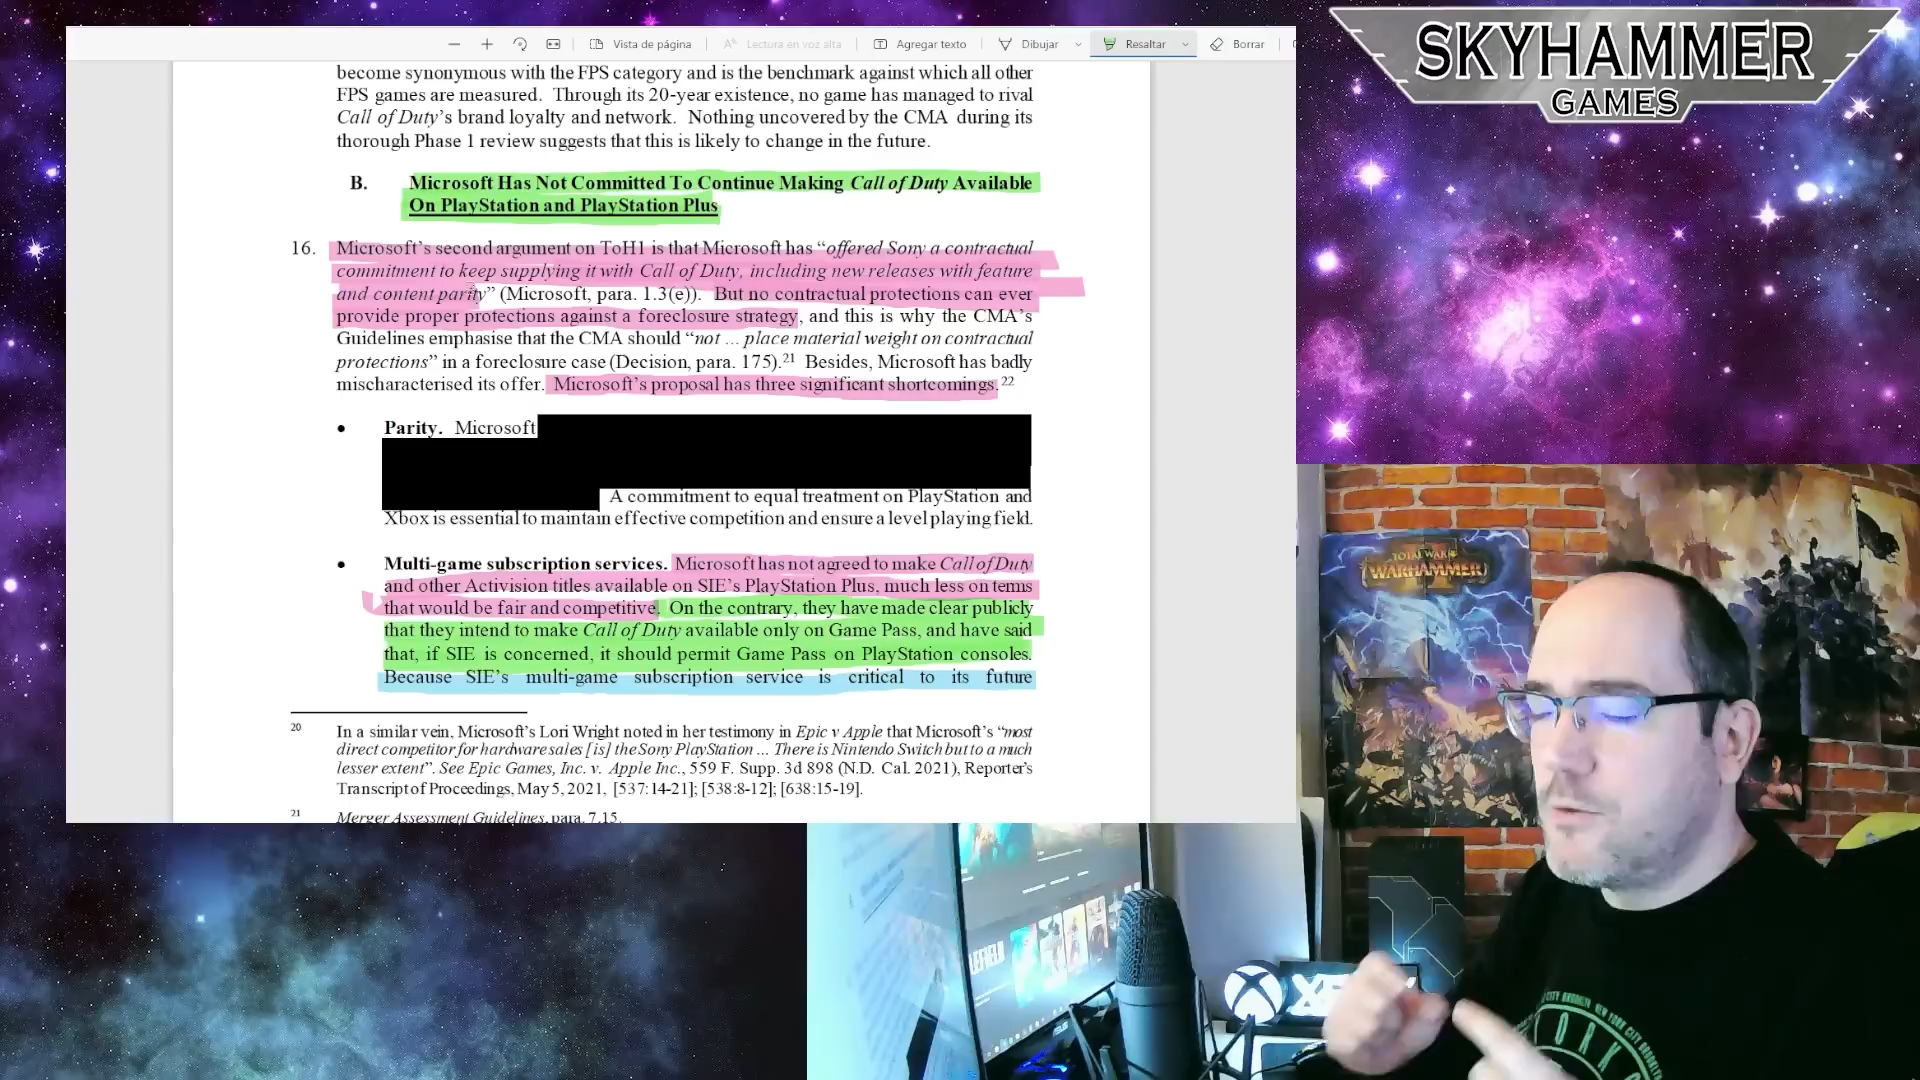 Vista de página
Lectura en voz alta
Agregar texto
Dibujar
Resaltar
Borrar
SKYHAMMER
GAMES
become synonymous with the FPS category and is the benchmark against which all other
FPS games are measured. Through its 20-year existence, no game has managed to rival
Call of Duty's brand loyalty and network. Nothing uncovered by the CMA during its
thorough Phase 1 review suggests that this is likely to change in the future.
B. Microsoft Has Not Committed To Continue Making Call of Duty Available
On PlayStation and PlayStation Plus
16. Microsoft's second argument on ToH1 is that Microsoft has “offered Sony a contractual
commitment to keep supplying it with Call of Duty, including new releases with feature
and content parity” (Microsoft, para. 1.3(e)). But no contractual protections can ever
provide proper protections against a foreclosure strategy, and this is why the CMA's
Guidelines emphasise that the CMA should “not ... place material weight on contractual
protections” in a foreclosure case (Decision, para. 175).21 Besides, Microsoft has badly
mischaracterised its offer. Microsoft's proposal has three significant shortcomings.22
• Parity. Microsoft
A commitment to equal treatment on PlayStation and
Xbox is essential to maintain effective competition and ensure a level playing field.
• Multi-game subscription services. Microsoft has not agreed to make Call of Duty
and other Activision titles available on SIE's PlayStation Plus, much less on terms
that would be fair and competitive. On the contrary, they have made clear publicly
that they intend to make Call of Duty available only on Game Pass, and have said
that, if SIE is concerned, it should permit Game Pass on PlayStation consoles.
Because SIE's multi-game subscription service is critical to its future
20 In a similar vein, Microsoft's Lori Wright noted in her testimony in Epic v Apple that Microsoft's “most
direct competitor for hardware sales [is] the Sony PlayStation ... There is Nintendo Switch but to a much
lesser extent”. See Epic Games, Inc. v. Apple Inc., 559 F. Supp. 3d 898 (N.D. Cal. 2021), Reporter's
Transcript of Proceedings, May 5, 2021, [537:14-21]; [538:8-12]; [638:15-19].
21 Merger Assessment Guidelines, para. 7.15.
TOTAL WAR
WARHAMMER